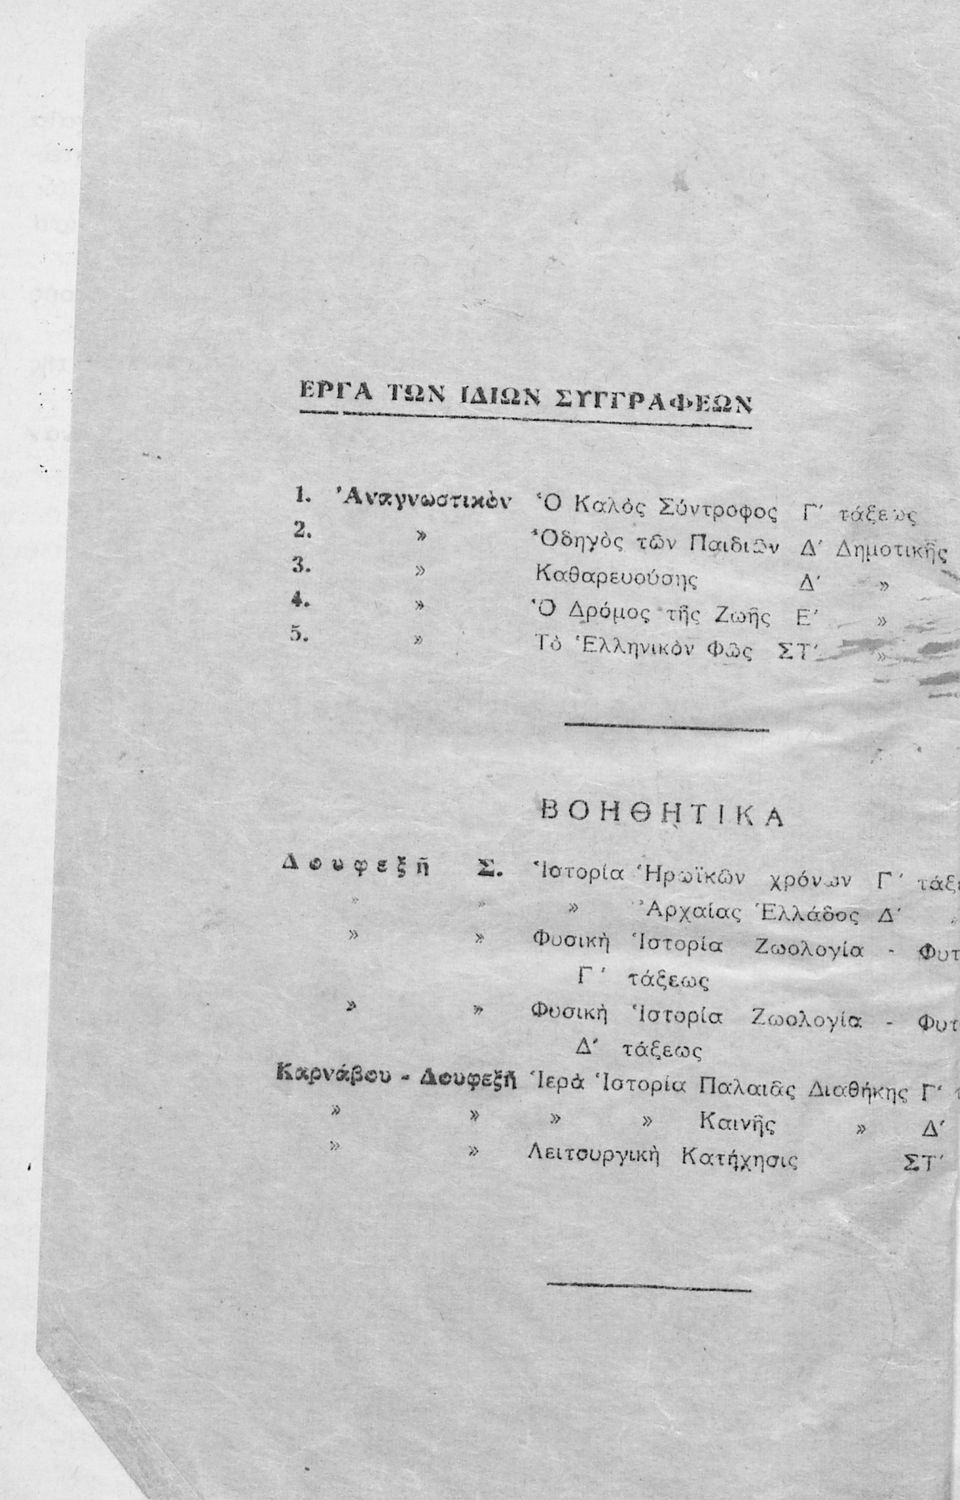 ΕΡΓΑ ΤΩΝ ΙΔΙΩΝ ΣΥΓΓΡΑΦΕΩΝ
1. Ἀναγνωστικὸν Ὁ Καλὸς Σύντροφος Γ΄ τάξεως
2. » Ὁδηγὸς τῶν Παιδιῶν Δ΄ Δημοτικῆς
3. » Καθαρευούσης Δ΄ »
4. » Ὁ Δρόμος τῆς Ζωῆς Ε΄ »
5. » Τὸ Ἑλληνικὸν Φῶς ΣΤ΄ »
ΒΟΗΘΗΤΙΚΑ
Δουφεξῆ Σ. Ἱστορία Ἡρωϊκῶν χρόνων Γ΄ τάξε
» » » Ἀρχαίας Ἑλλάδος Δ΄ »
» » Φυσικὴ Ἱστορία Ζωολογία - Φυτ
Γ΄ τάξεως
» » Φυσικὴ Ἱστορία Ζωολογία - Φυτ
Δ΄ τάξεως
Καρνάβου - Δουφεξῆ Ἱερὰ Ἱστορία Παλαιᾶς Διαθήκης Γ΄ τ
» » » » Καινῆς » Δ΄
» » Λειτουργικὴ Κατήχησις ΣΤ΄